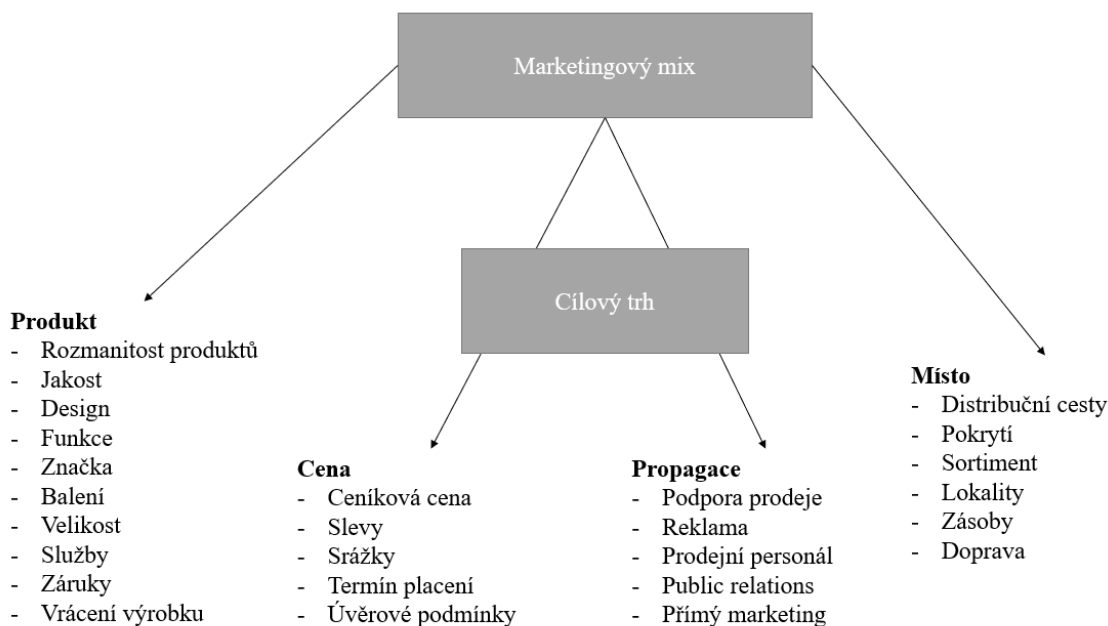 Marketingový mix
Cílový trh
Produkt
- Rozmanitost produktů
- Jakost
- Design
- Funkce
- Značka
- Balení
- Velikost
- Služby
- Záruky
- Vrácení výrobku
Cena
- Ceníková cena
- Slevy
- Srážky
- Termín placení
- Úvěrové podmínky
Propagace
- Podpora prodeje
- Reklama
- Prodejní personál
- Public relations
- Přímý marketing
Místo
- Distribuční cesty
- Pokrytí
- Sortiment
- Lokality
- Zásoby
- Doprava